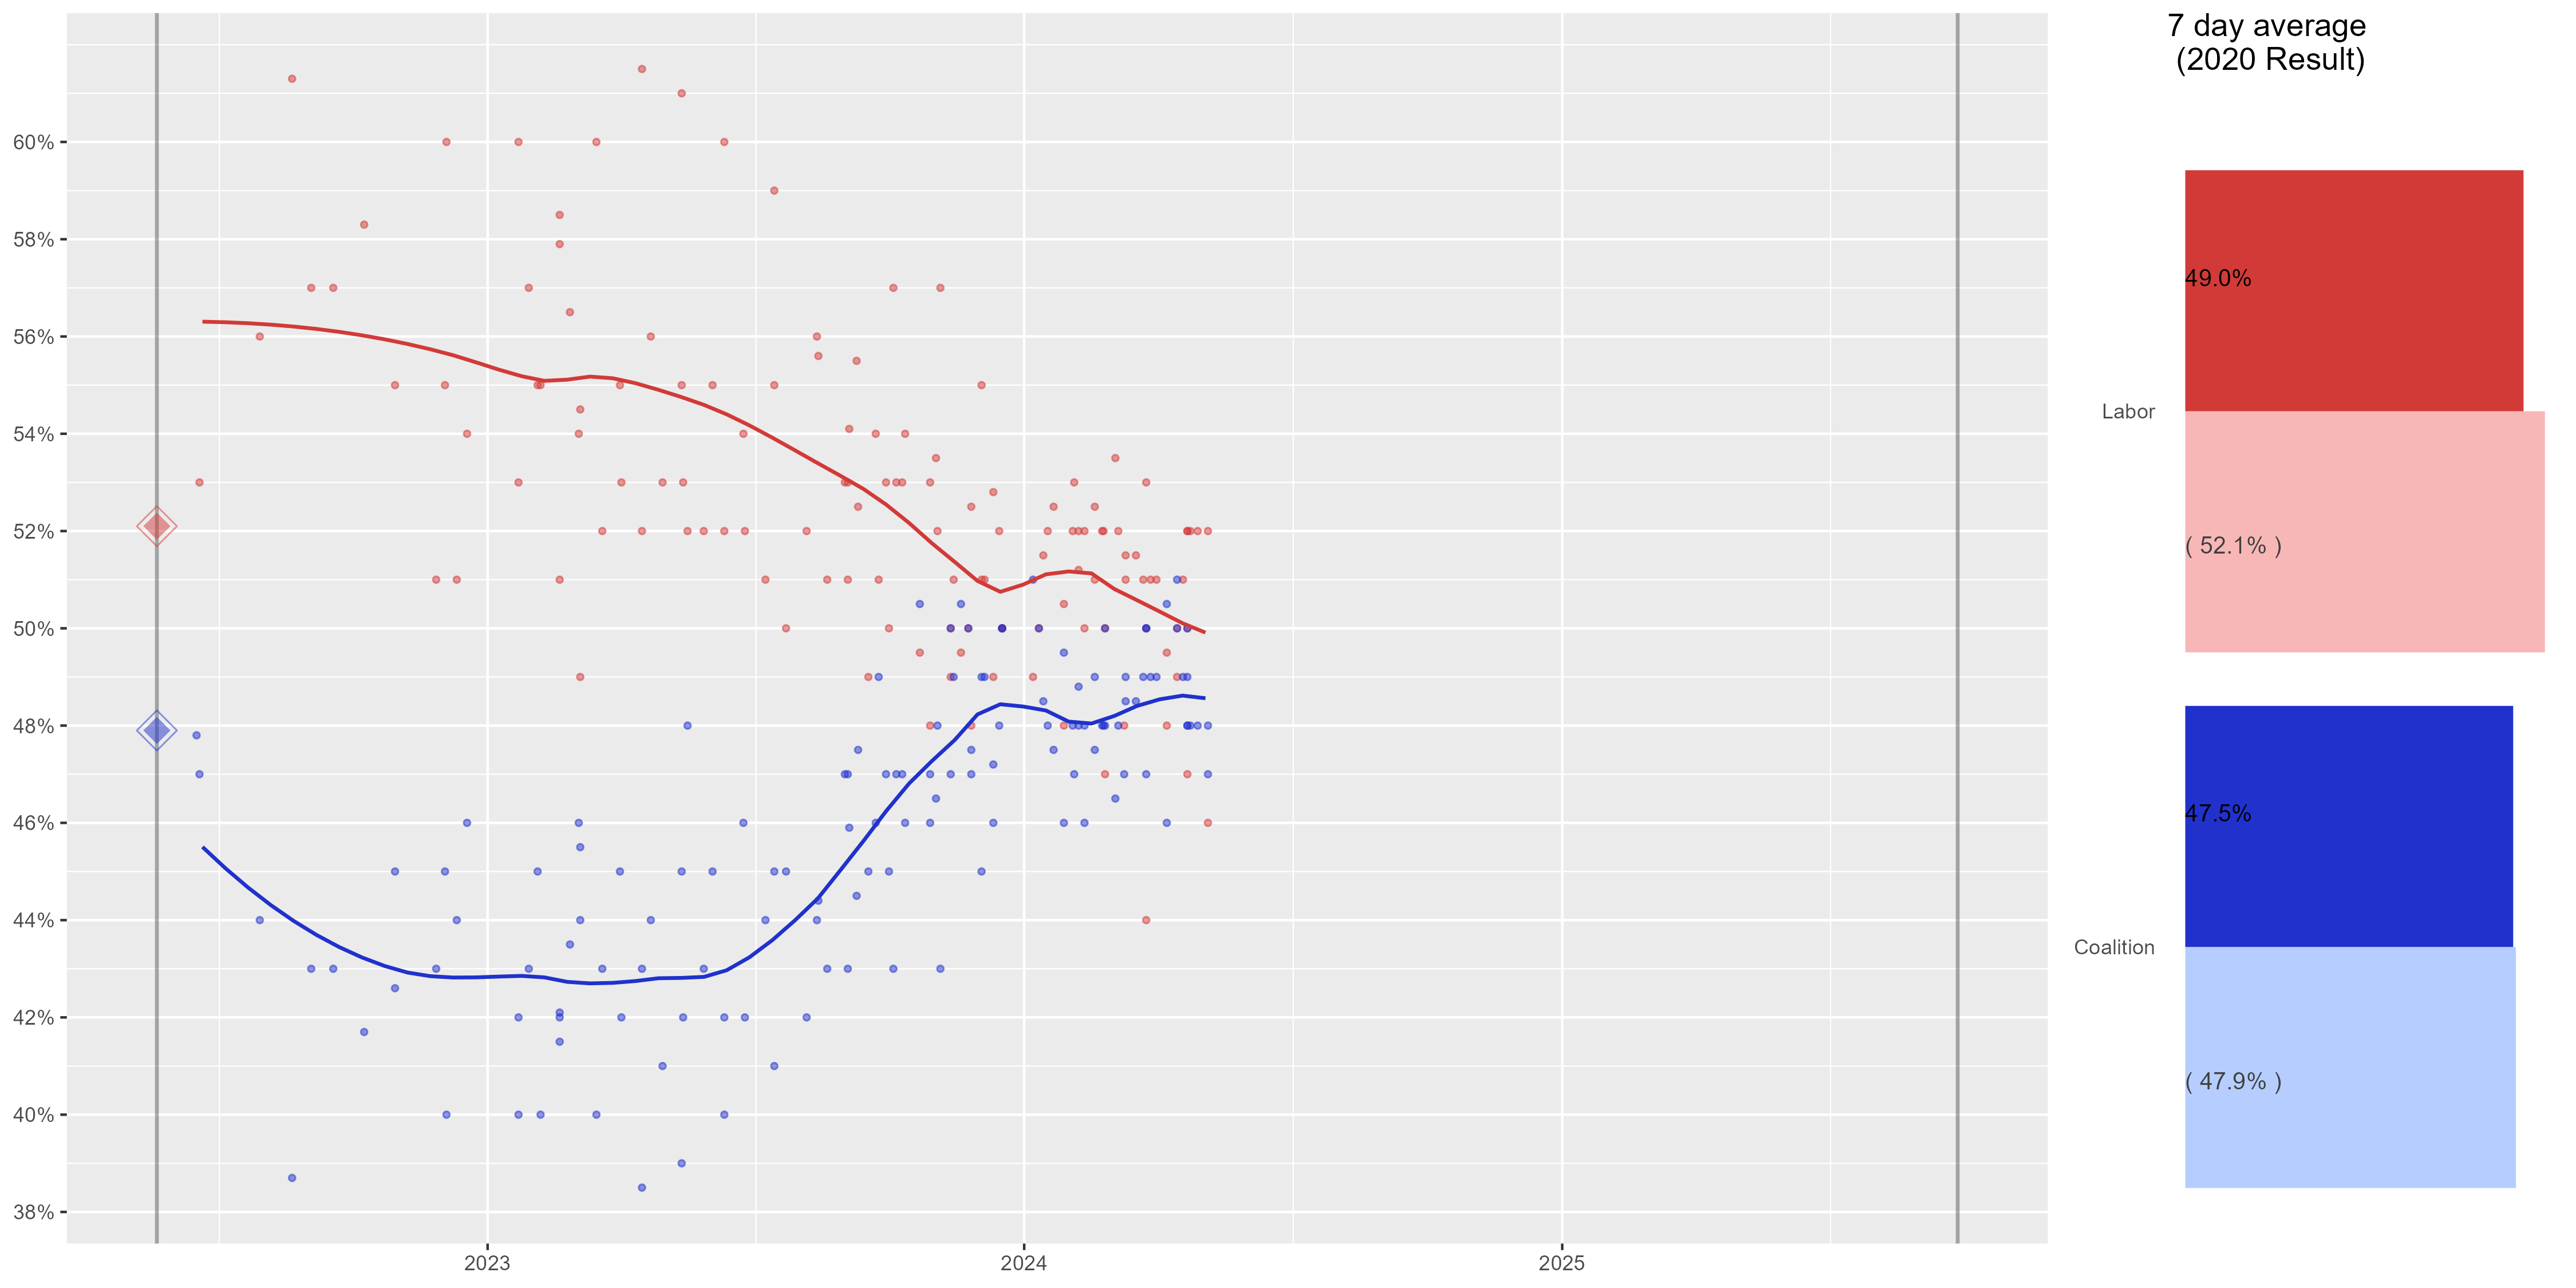 7 day average
(2020 Result)
60%
58%
56%
54%
52%
50%
48%
46%
44%
42%
40%
38%
2023
2024
2025
49.0%
Labor
( 52.1% )
47.5%
Coalition
( 47.9% )